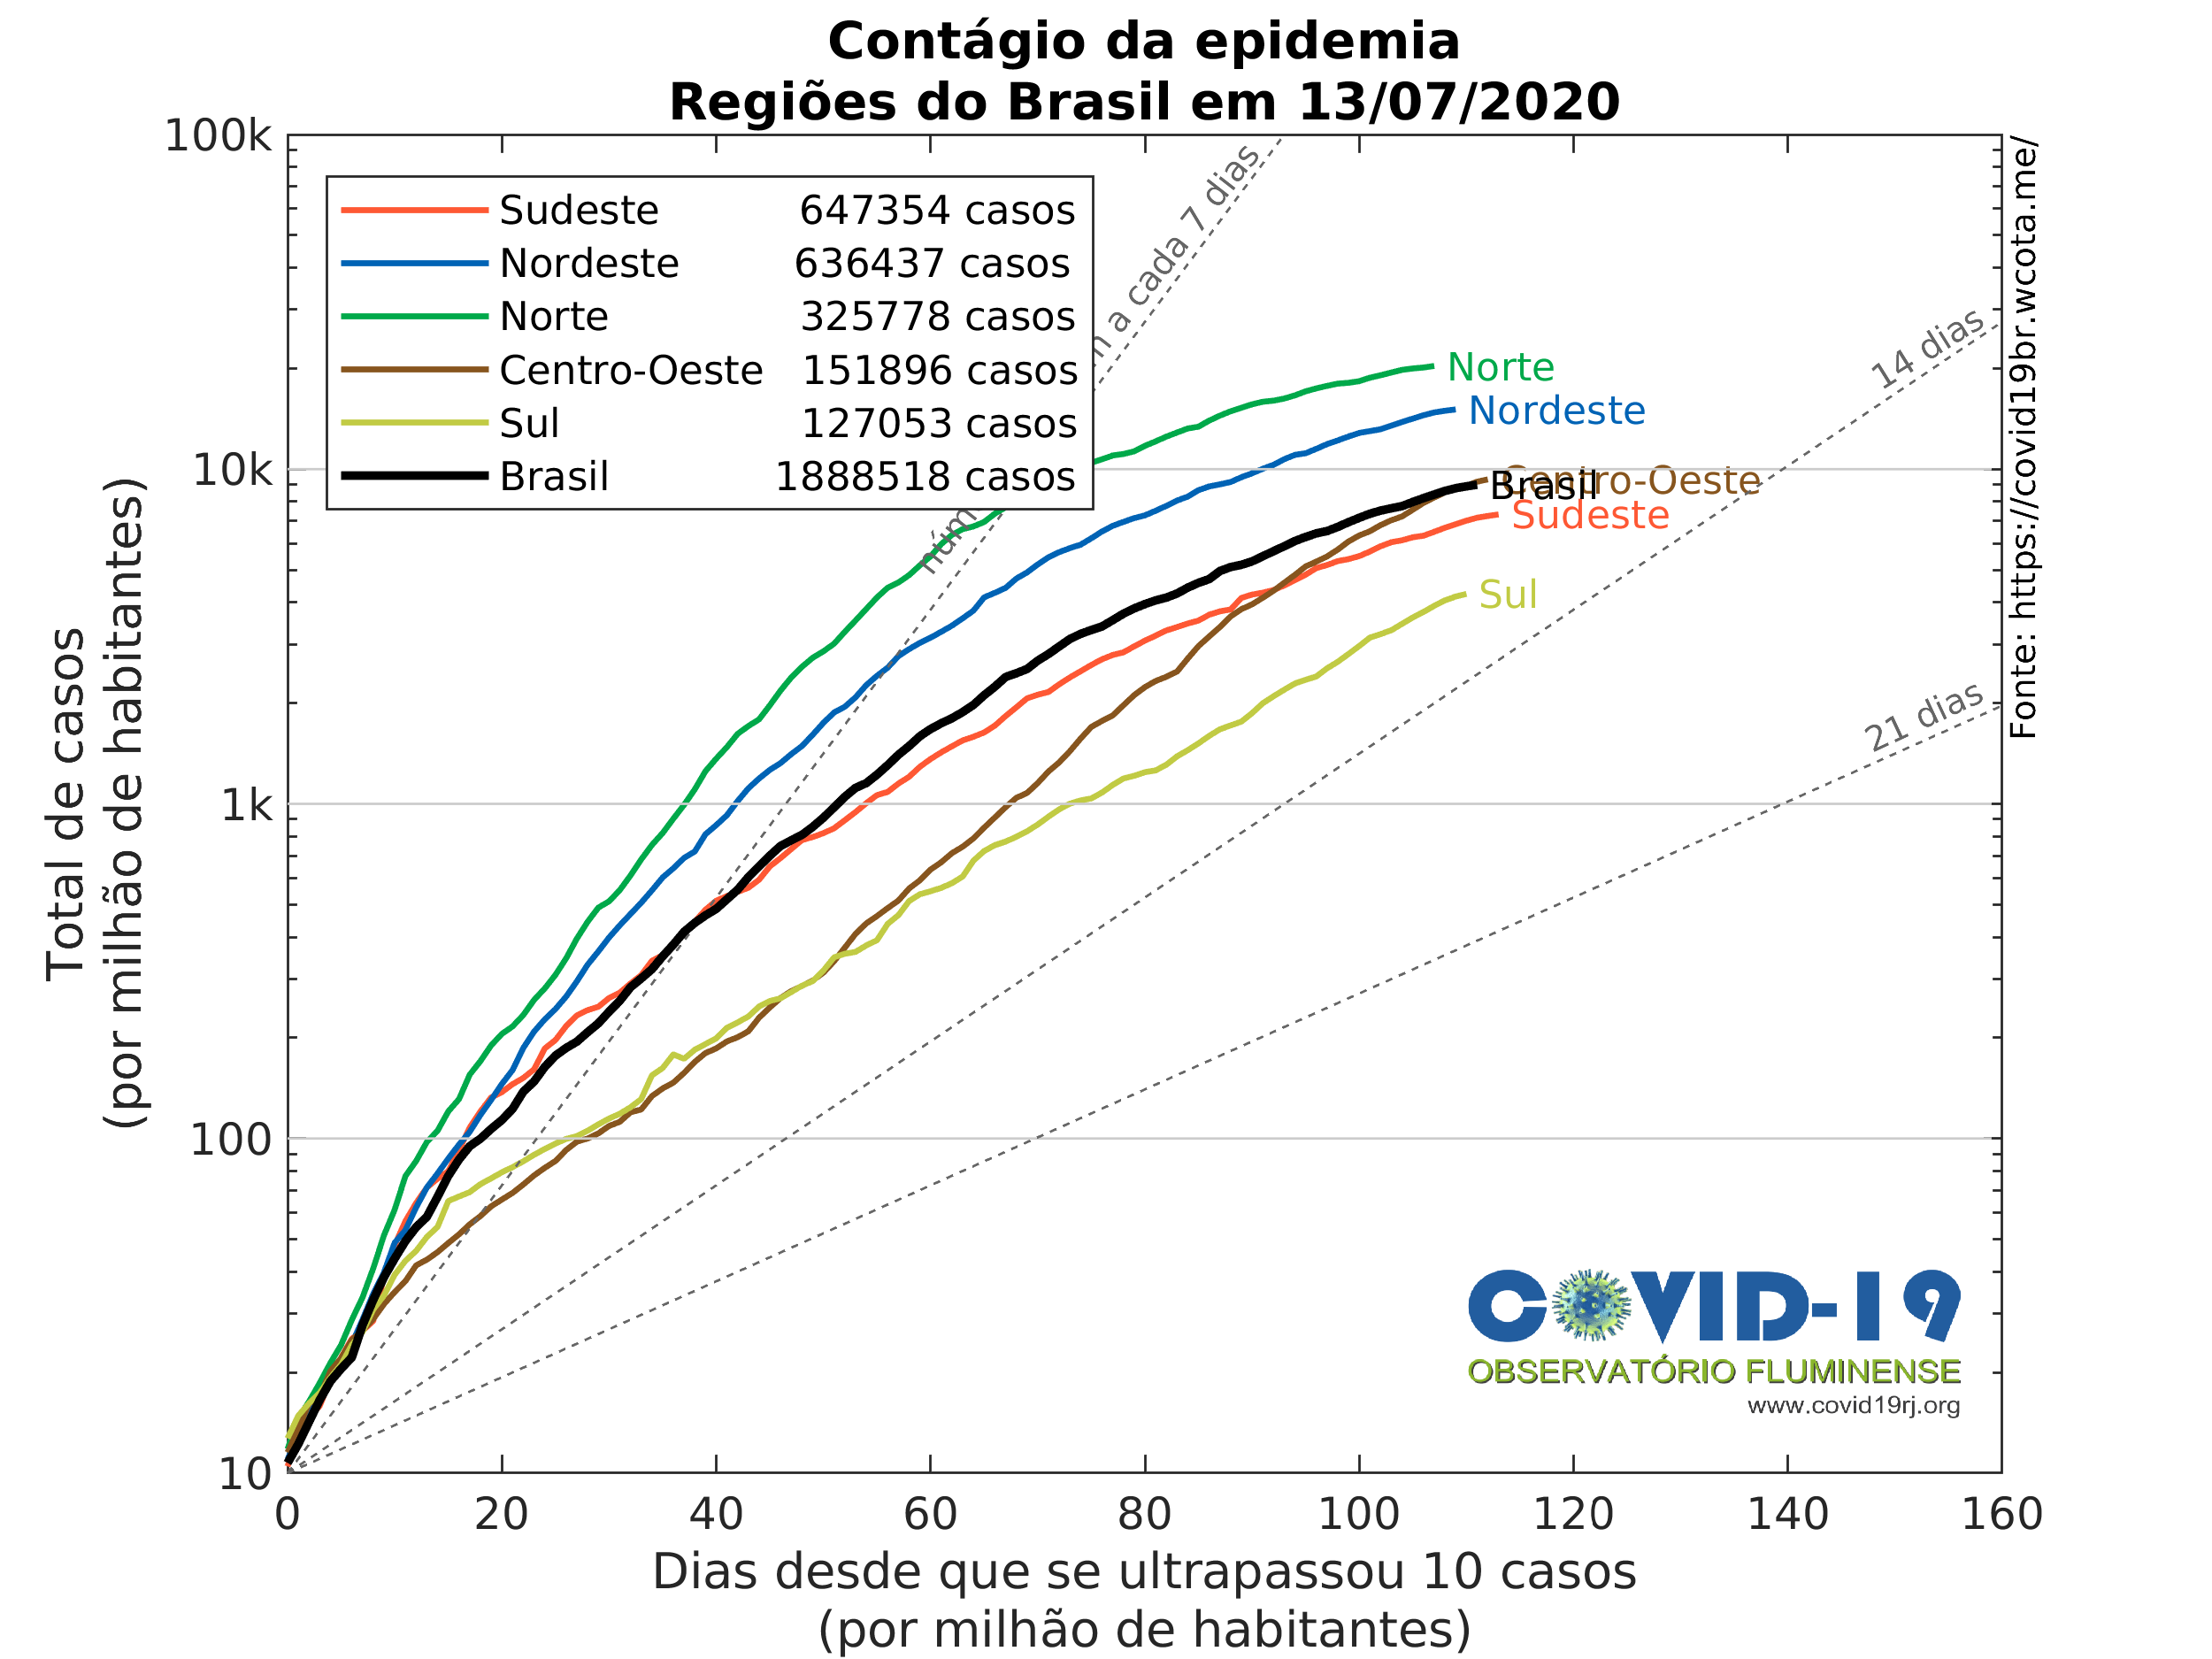 Contágio da epidemia
Regiões do Brasil em 13/07/2020
100k
10k
1k
100
10
Total de casos
(por milhão de habitantes)
Sudeste 647354 casos
Nordeste 636437 casos
Norte 325778 casos
Centro-Oeste 151896 casos
Sul 127053 casos
Brasil 1888518 casos
a cada 7 dias
14 dias
21 dias
Norte
Nordeste
Centro-Oeste
Brasil
Sudeste
Sul
Fonte: https://covid19br.wcota.me/
COVID-19
OBSERVATÓRIO FLUMINENSE
www.covid19rj.org
0 20 40 60 80 100 120 140 160
Dias desde que se ultrapassou 10 casos
(por milhão de habitantes)